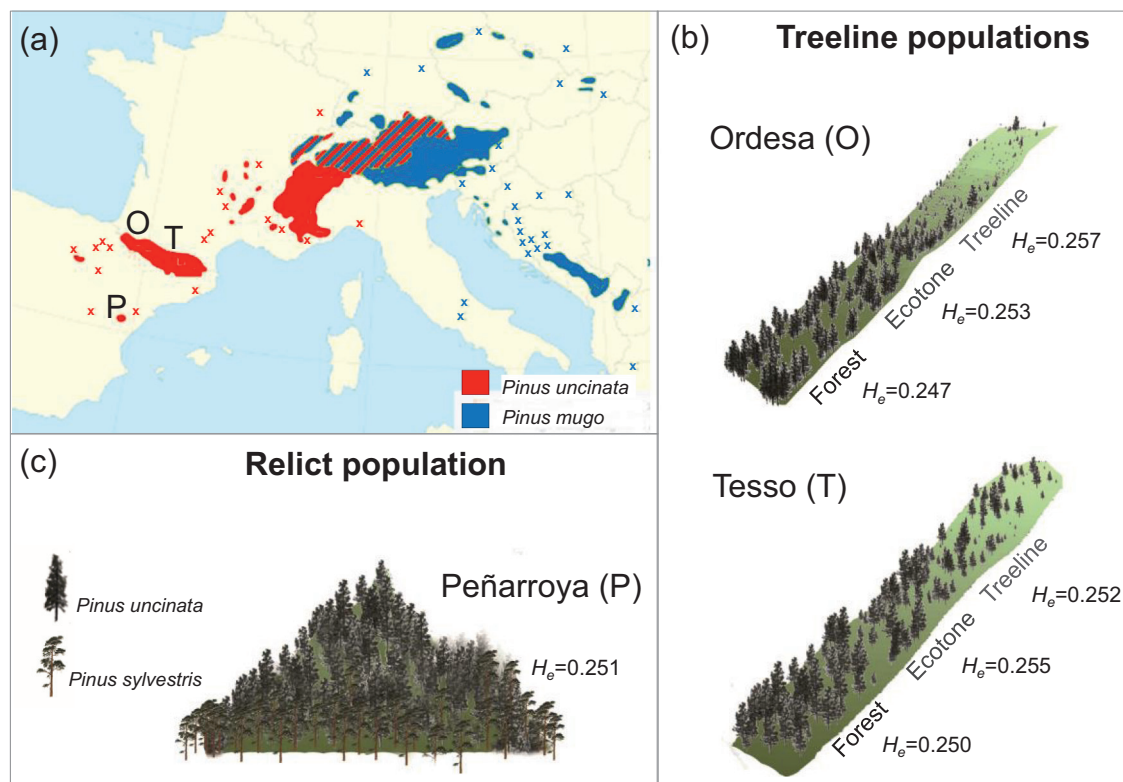 (a)
O
T
P
Pinus uncinata
Pinus mugo
(b)
Treeline populations
Ordesa (O)
Treeline
He=0.257
Ecotone
He=0.253
Forest
He=0.247
Tesso (T)
Treeline
He=0.252
Ecotone
He=0.255
Forest
He=0.250
(c)
Relict population
Peñarroya (P)
Pinus uncinata
He=0.251
Pinus sylvestris